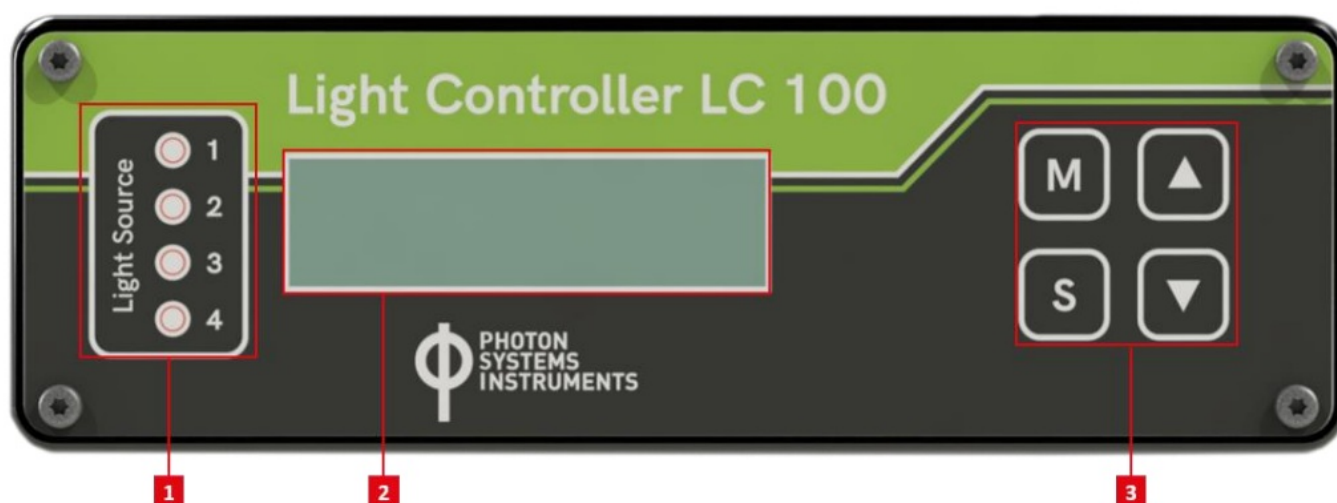 Light Controller LC 100
Light Source
1
2
3
4
M
S
PHOTON
SYSTEMS
INSTRUMENTS
1
2
3